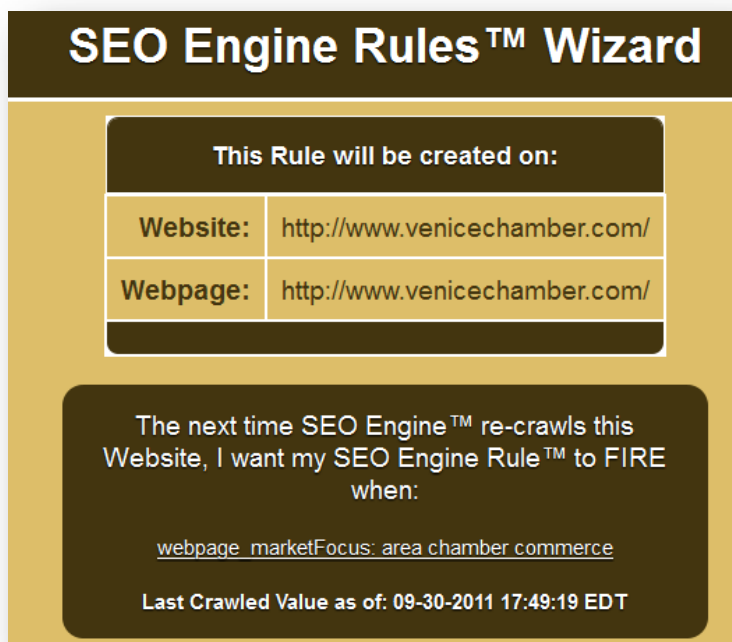 SEO Engine Rules™ Wizard
This Rule will be created on:
Website: http://www.venicechamber.com/
Webpage: http://www.venicechamber.com/
The next time SEO Engine™ re-crawls this
Website, I want my SEO Engine Rule™ to FIRE
when:
webpage_marketFocus: area chamber commerce
Last Crawled Value as of: 09-30-2011 17:49:19 EDT